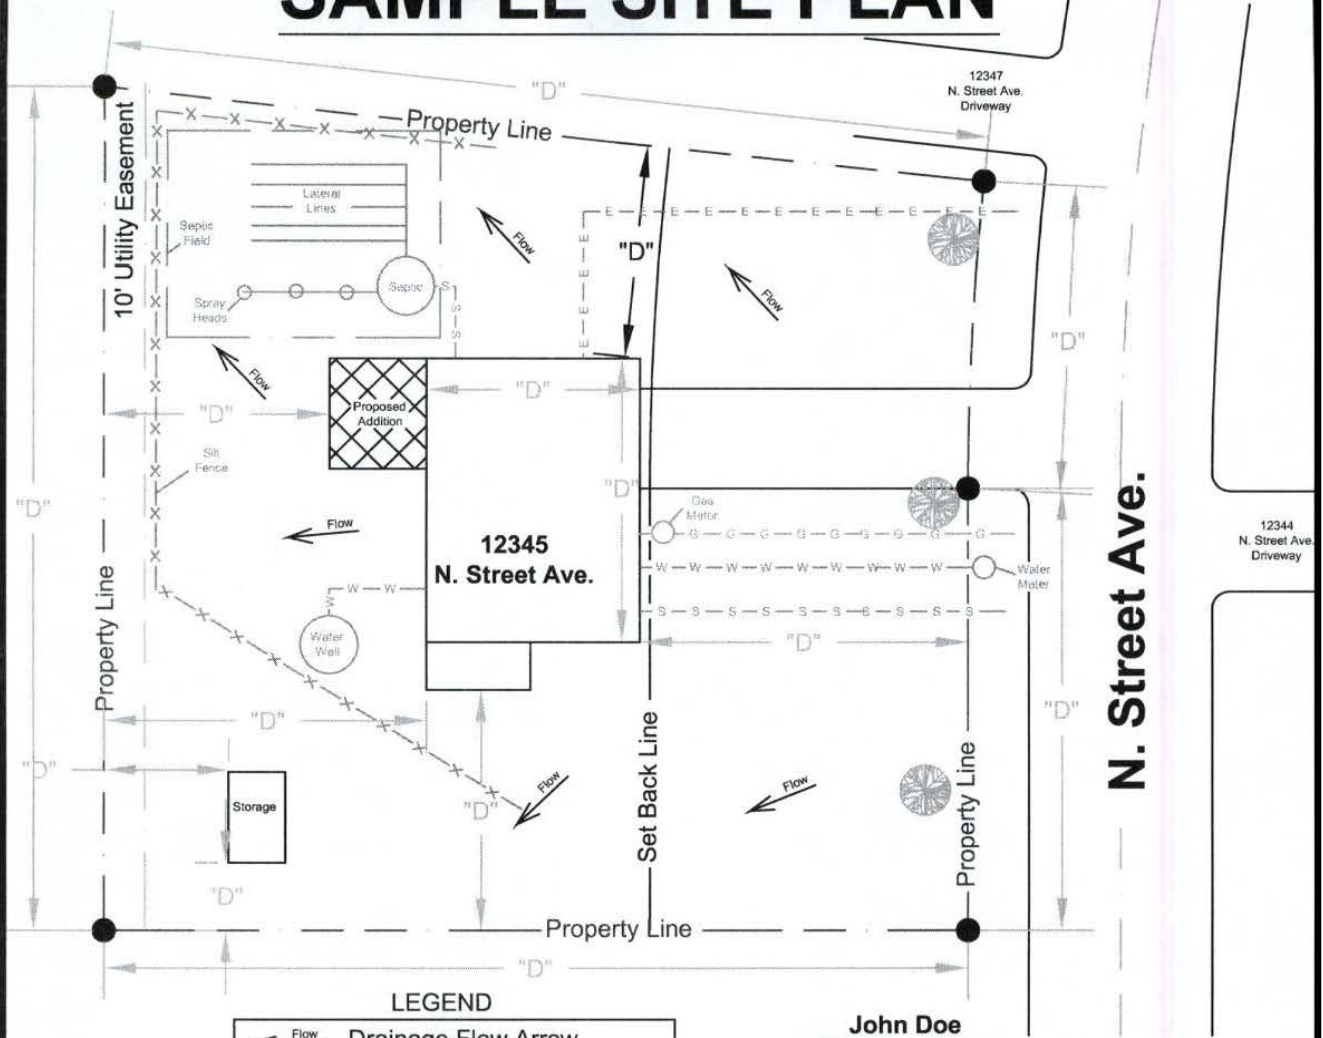 SAMPLE SITE PLAN
12347
N. Street Ave.
Driveway
"D"
Property Line
10' Utility Easement
Lateral
Lines
Septic
Field
Septic
Spray
Heads
Flow
"D"
Flow
Flow
"D"
"D"
"D"
Proposed
Addition
Silt
Fence
"D"
"D"
Gas
Meter
12344
N. Street Ave.
Driveway
Flow
12345
N. Street Ave.
Water
Meter
Water
Well
"D"
Property Line
"D"
"D"
N. Street Ave.
"D"
Storage
"D"
Flow
Flow
Set Back Line
Property Line
"D"
Property Line
"D"
LEGEND
Flow
Drainage Flow Arrow
John Doe
X X X X X X X
E E E E E E E E E E E E
S S S
G G G G G G G G G
W W W W W W W W W
S S S S S S S S S S
W W W